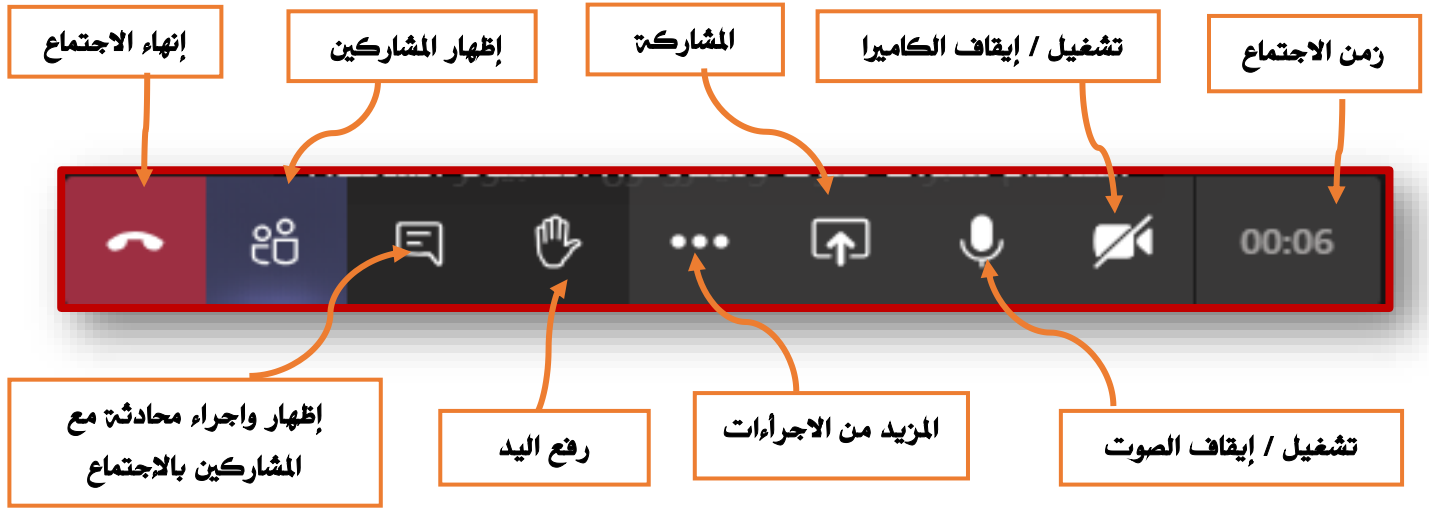 زمن الاجتماع
تشغيل / إيقاف الكاميرا
المشاركة
إظهار المشاركين
إنهاء الاجتماع
00:06
تشغيل / إيقاف الصوت
المزيد من الاجرأءات
رفع اليد
إظهار واجراء محادثة مع
المشاركين بالإجتماع